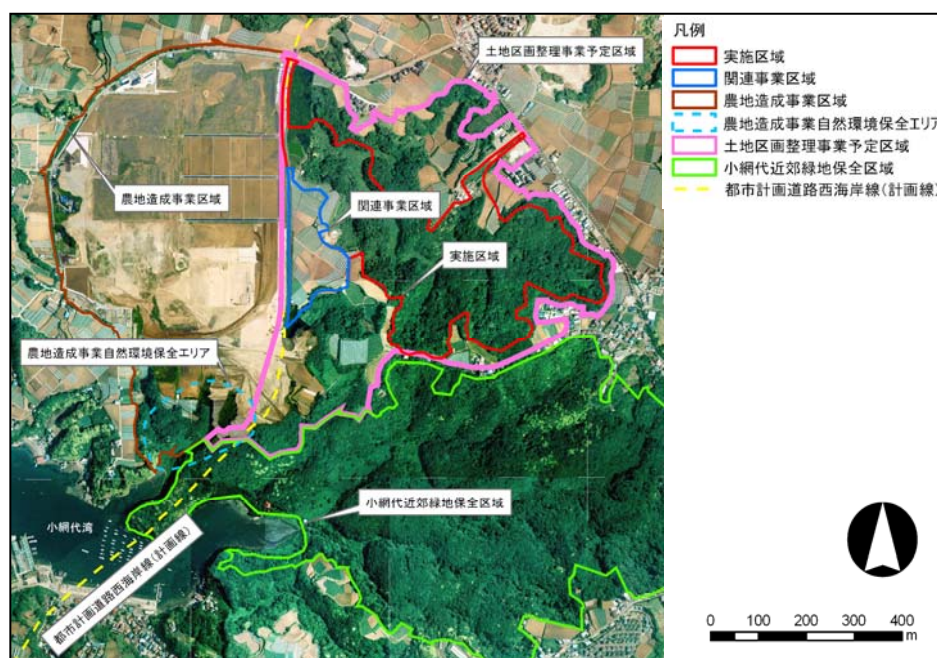 凡例
実施区域
関連事業区域
農地造成事業区域
農地造成事業自然環境保全エリア
土地区画整理事業予定区域
小網代近郊緑地保全区域
都市計画道路西海岸線(計画線)
土地区画整理事業予定区域
農地造成事業区域
関連事業区域
実施区域
農地造成事業自然環境保全エリア
小網代近郊緑地保全区域
小網代湾
都市計画道路西海岸線(計画線)
0 100 200 300 400
m